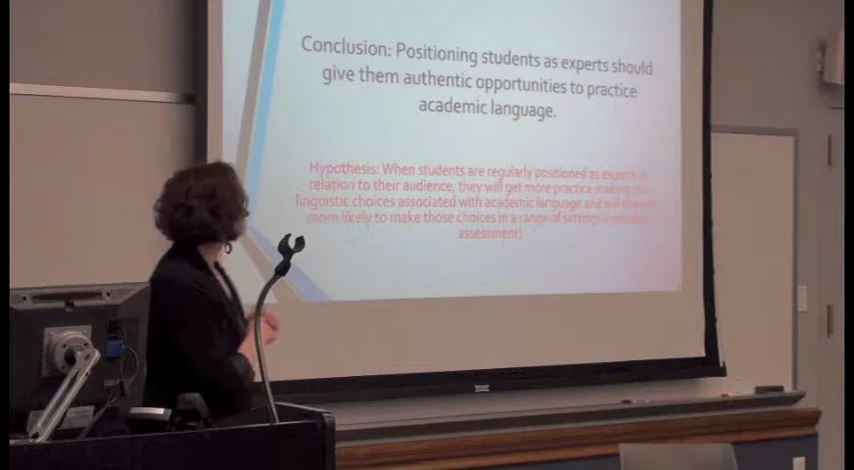 Conclusion: Positioning students as experts should
give them authentic opportunities to practice
academic language.
Hypothesis: When students are regularly positioned as experts in
relation to their audience, they will get more practice making the
linguistic choices associated with academic language and will
more likely to make those choices in a range of settings
assessment)